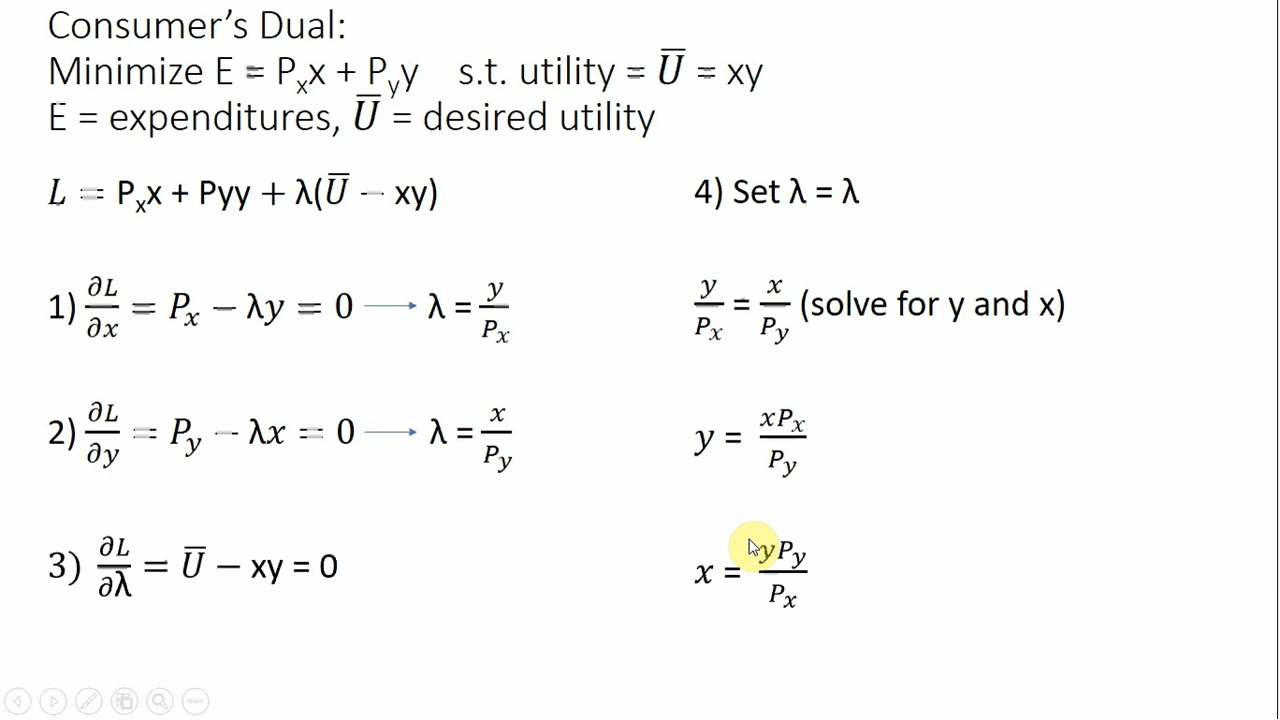 Consumer's Dual:
Minimize E = Pₓx + P_y y s.t. utility = U̅ = xy
E = expenditures, U̅ = desired utility
L = Pₓx + Pyy + λ(U̅ − xy)
1) ∂L/∂x = Pₓ − λy = 0 → λ = y/Pₓ
2) ∂L/∂y = P_y − λx = 0 → λ = x/P_y
3) ∂L/∂λ = U̅ − xy = 0
4) Set λ = λ
y/Pₓ = x/P_y (solve for y and x)
y = xPₓ/P_y
x = yP_y/Pₓ